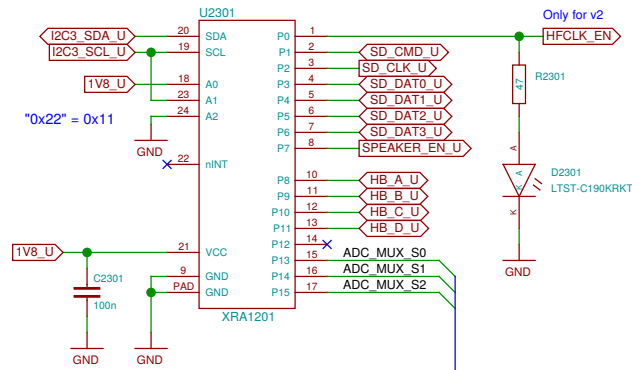 U2301
Only for v2
I2C3_SDA_U 20 SDA P0 1 HFCLK_EN
I2C3_SCL_U 19 SCL P1 2 SD_CMD_U
P2 3 SD_CLK_U
1V8_U 18 A0 P3 4 SD_DAT0_U
23 A1 P4 5 SD_DAT1_U
24 A2 P5 6 SD_DAT2_U
"0x22" = 0x11
P6 7 SD_DAT3_U
P7 8 SPEAKER_EN_U
GND
22 nINT
P8 10 HB_A_U
P9 11 HB_B_U
P10 12 HB_C_U
P11 13 HB_D_U
P12 14
1V8_U 21 VCC P13 15 ADC_MUX_S0
9 GND P14 16 ADC_MUX_S1
PAD GND P15 17 ADC_MUX_S2
C2301
100n
XRA1201
GND
GND
R2301
47
A
D2301
A
K
LTST-C190KRKT
K
GND